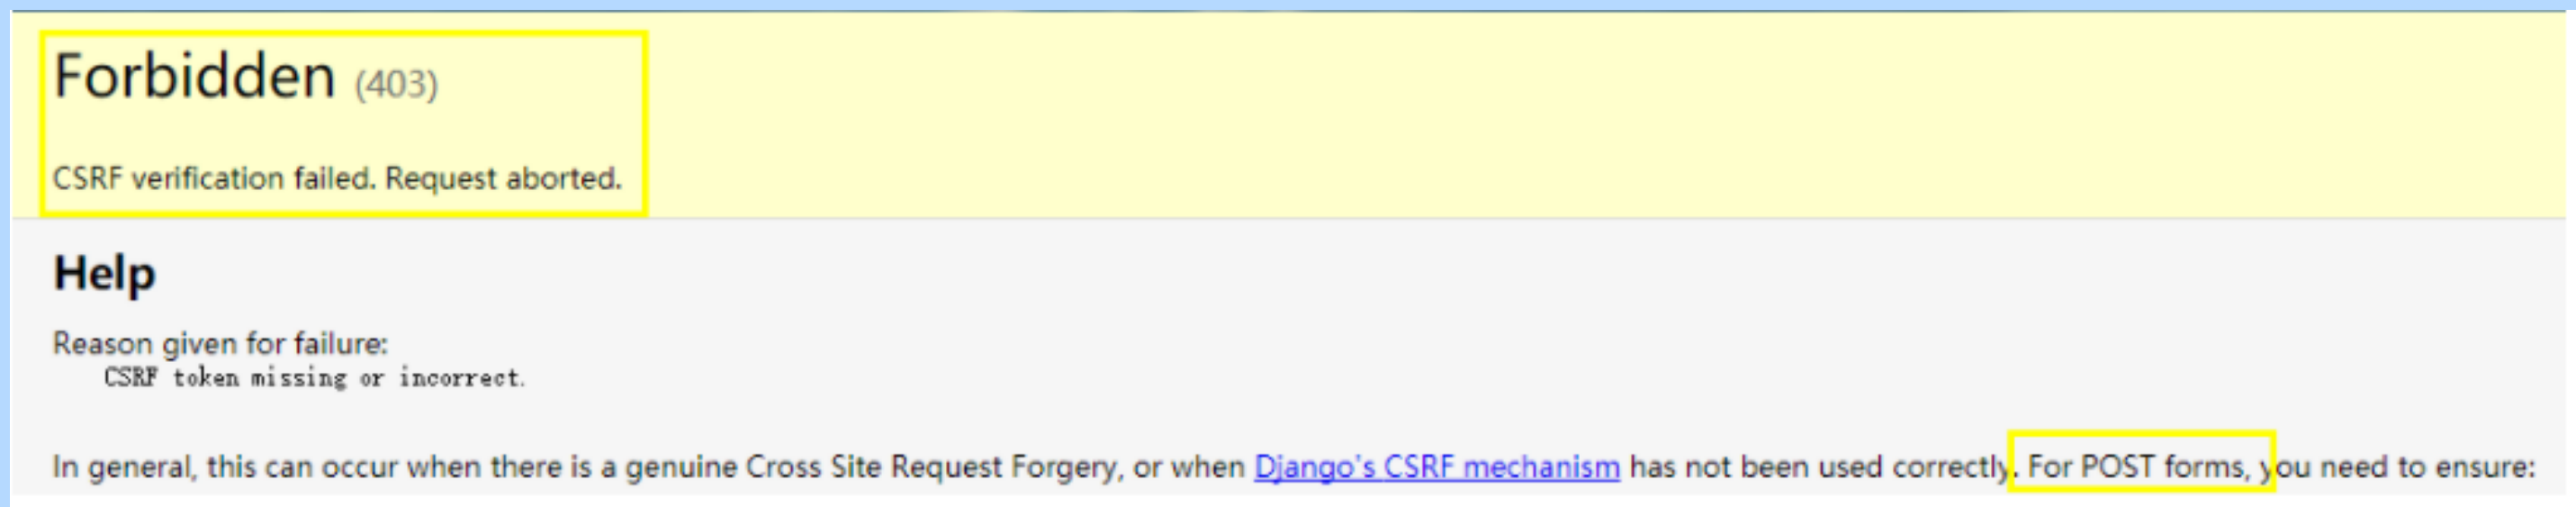 Forbidden (403)
CSRF verification failed. Request aborted.
Help
Reason given for failure:
CSRF token missing or incorrect.
In general, this can occur when there is a genuine Cross Site Request Forgery, or when Django's CSRF mechanism has not been used correctly. For POST forms, you need to ensure: